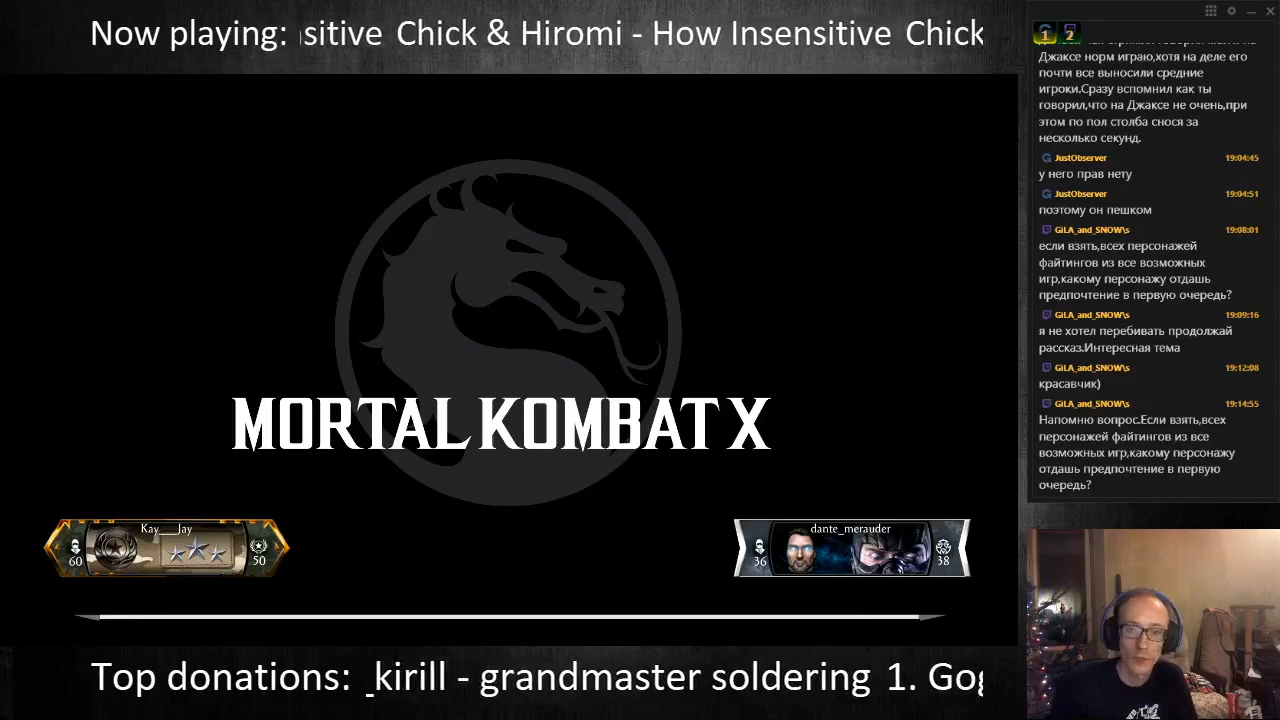 Now playing: sitive Chick & Hiromi - How Insensitive Chick
1
2
Джаксе норм играю,хотя на деле его
почти все выносили средние
игроки.Сразу вспомнил как ты
говорил,что на Джаксе не очень,при
этом по пол столба снося за
несколько секунд.
JustObserver 19:04:45
у него прав нету
JustObserver 19:04:51
поэтому он пешком
GiLA_and_SNOW\s 19:08:01
если взять,всех персонажей
файтингов из все возможных
игр,какому персонажу отдашь
предпочтение в первую очередь?
GiLA_and_SNOW\s 19:09:16
я не хотел перебивать продолжай
рассказ.Интересная тема
GiLA_and_SNOW\s 19:12:08
красавчик)
GiLA_and_SNOW\s 19:14:55
Напомню вопрос.Если взять,всех
персонажей файтингов из все
возможных игр,какому персонажу
отдашь предпочтение в первую
очередь?
MORTAL KOMBAT X
Kay___Jay
60
50
dante_merauder
36
38
Top donations: _kirill - grandmaster soldering 1. Gog